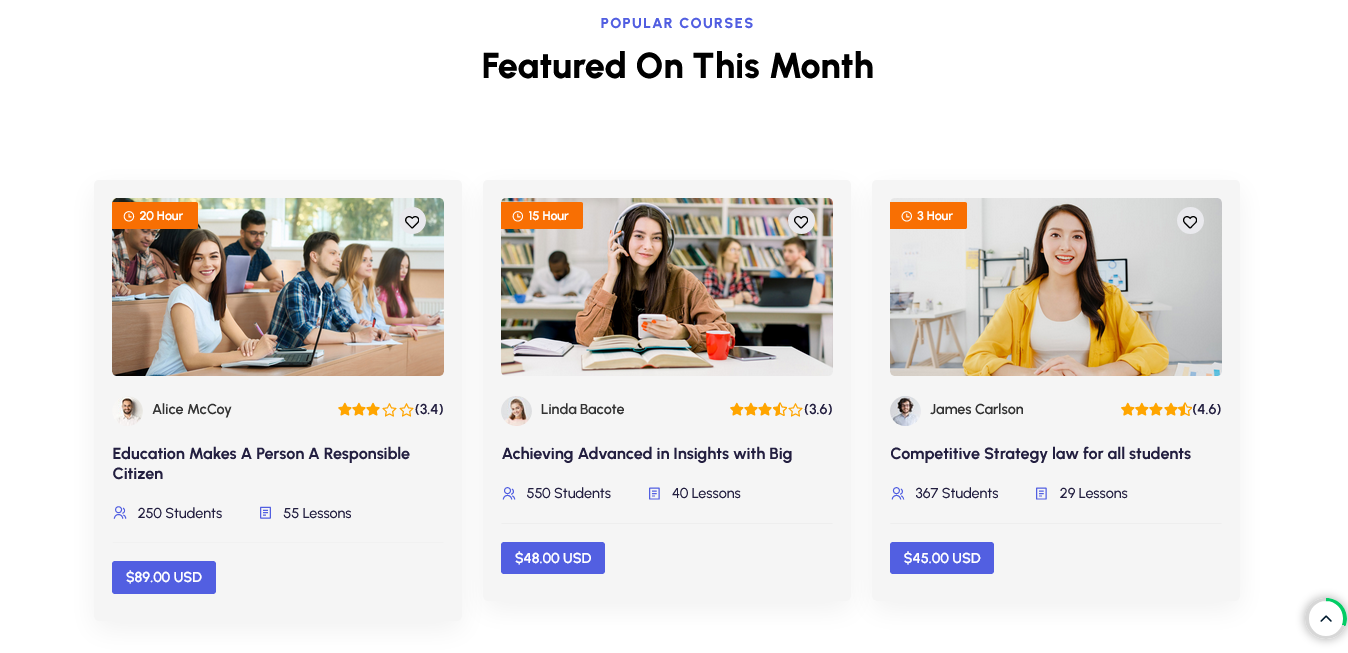 POPULAR COURSES
Featured On This Month
20 Hour
Alice McCoy
(3.4)
Education Makes A Person A Responsible
Citizen
250 Students
55 Lessons
$89.00 USD
15 Hour
Linda Bacote
(3.6)
Achieving Advanced in Insights with Big
550 Students
40 Lessons
$48.00 USD
3 Hour
James Carlson
(4.6)
Competitive Strategy law for all students
367 Students
29 Lessons
$45.00 USD